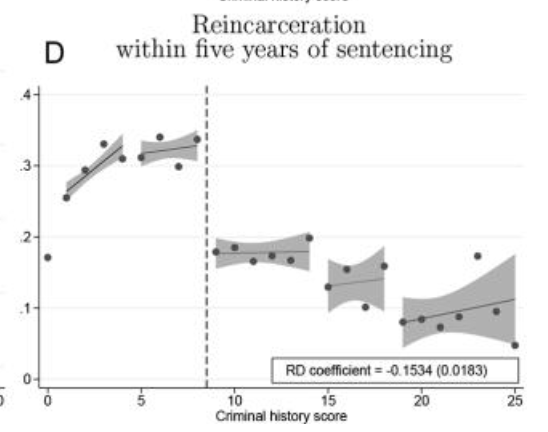 Reincarceration
D within five years of sentencing
.4
.3
.2
.1
0
RD coefficient = -0.1534 (0.0183)
0 0 5 10 15 20 25
Criminal history score